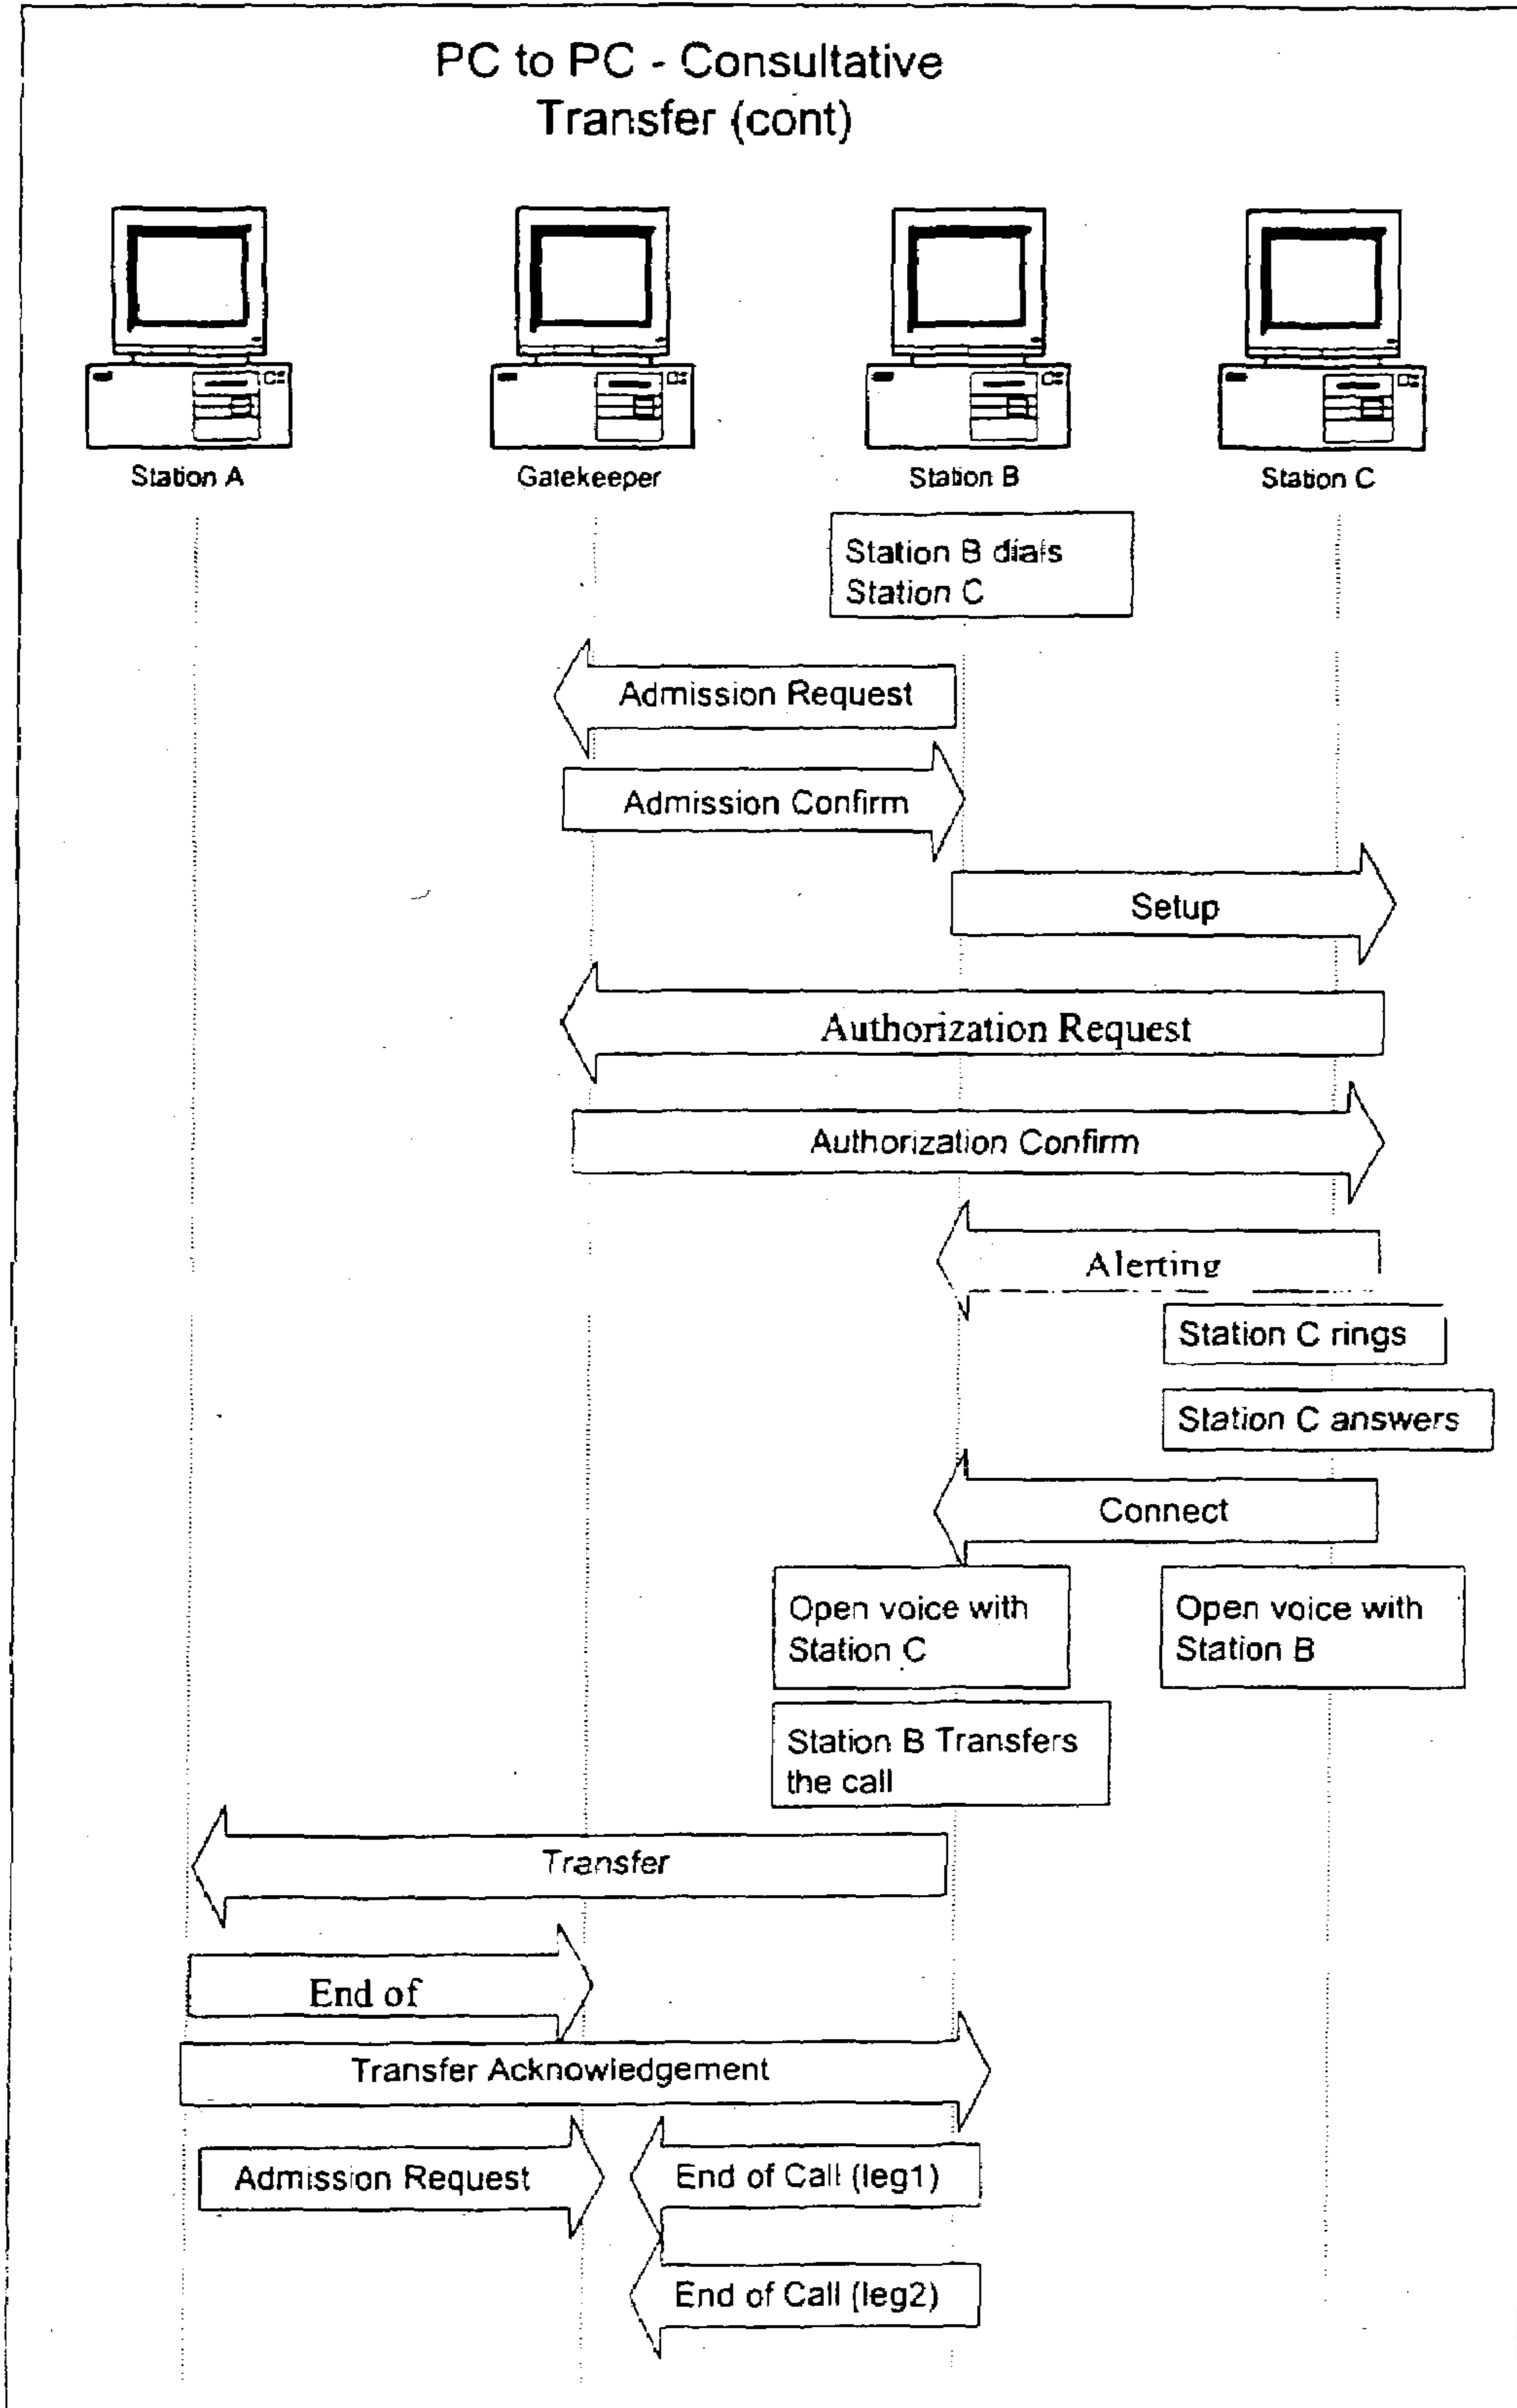 PC to PC - Consultative
Transfer (cont)
Station A
Gatekeeper
Station B
Station C
Station B dials
Station C
Admission Request
Admission Confirm
Setup
Authorization Request
Authorization Confirm
Alerting
Station C rings
Station C answers
Connect
Open voice with
Station C
Open voice with
Station B
Station B Transfers
the call
Transfer
End of
Transfer Acknowledgement
Admission Request
End of Call (leg1)
End of Call (leg2)